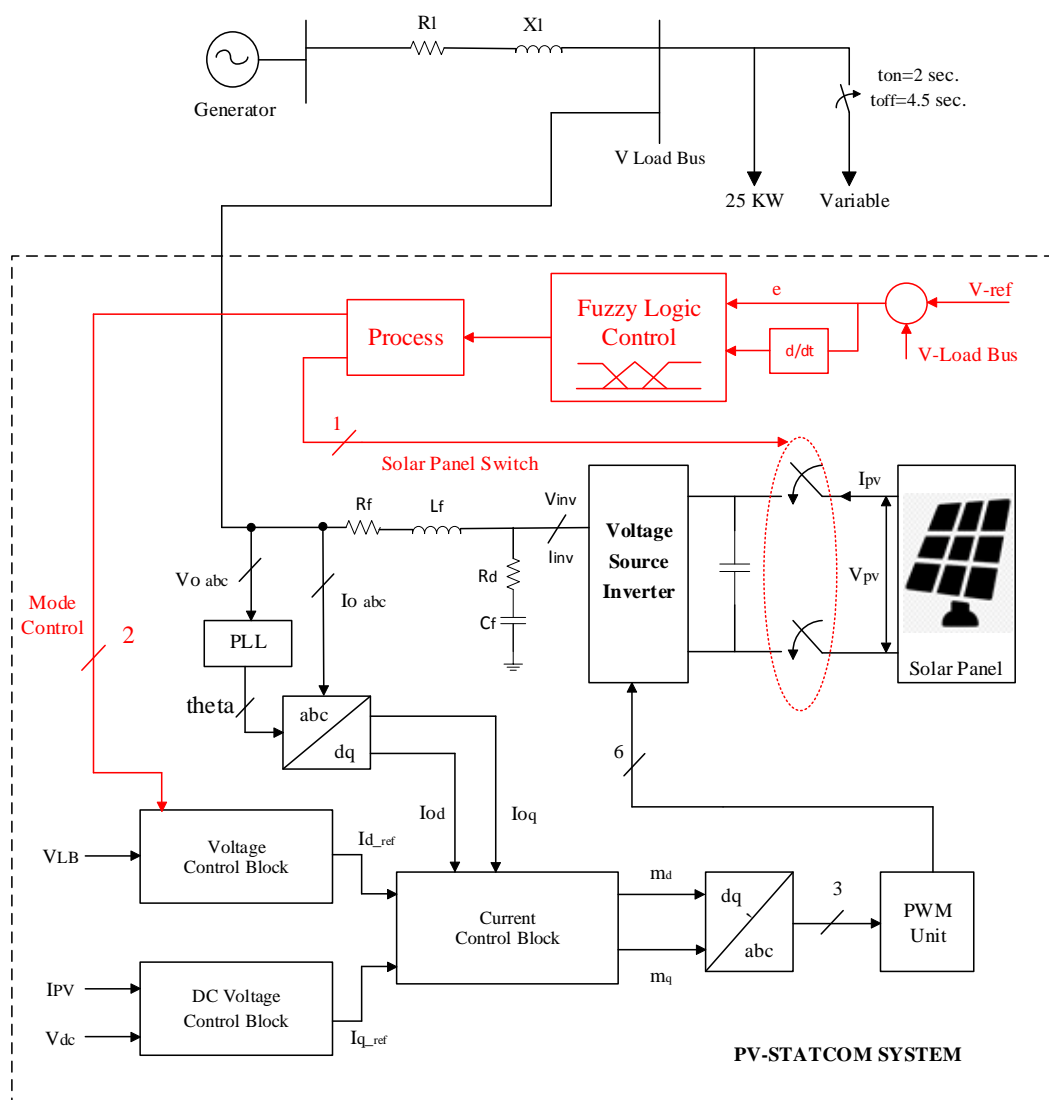 Rl
Xl
Generator
ton=2 sec.
toff=4.5 sec.
V Load Bus
25 KW
Variable
Process
Fuzzy Logic
Control
e
d/dt
V-ref
V-Load Bus
1
Solar Panel Switch
Mode
Control
2
Rf
Lf
Vinv
Iinv
Rd
Cf
Voltage
Source
Inverter
Ipv
Vpv
Solar Panel
Vo abc
Io abc
PLL
theta
abc
dq
6
Iod
Ioq
VLB
Voltage
Control Block
Id_ref
Current
Control Block
md
mq
dq
abc
3
PWM
Unit
IPV
Vdc
DC Voltage
Control Block
Iq_ref
PV-STATCOM SYSTEM